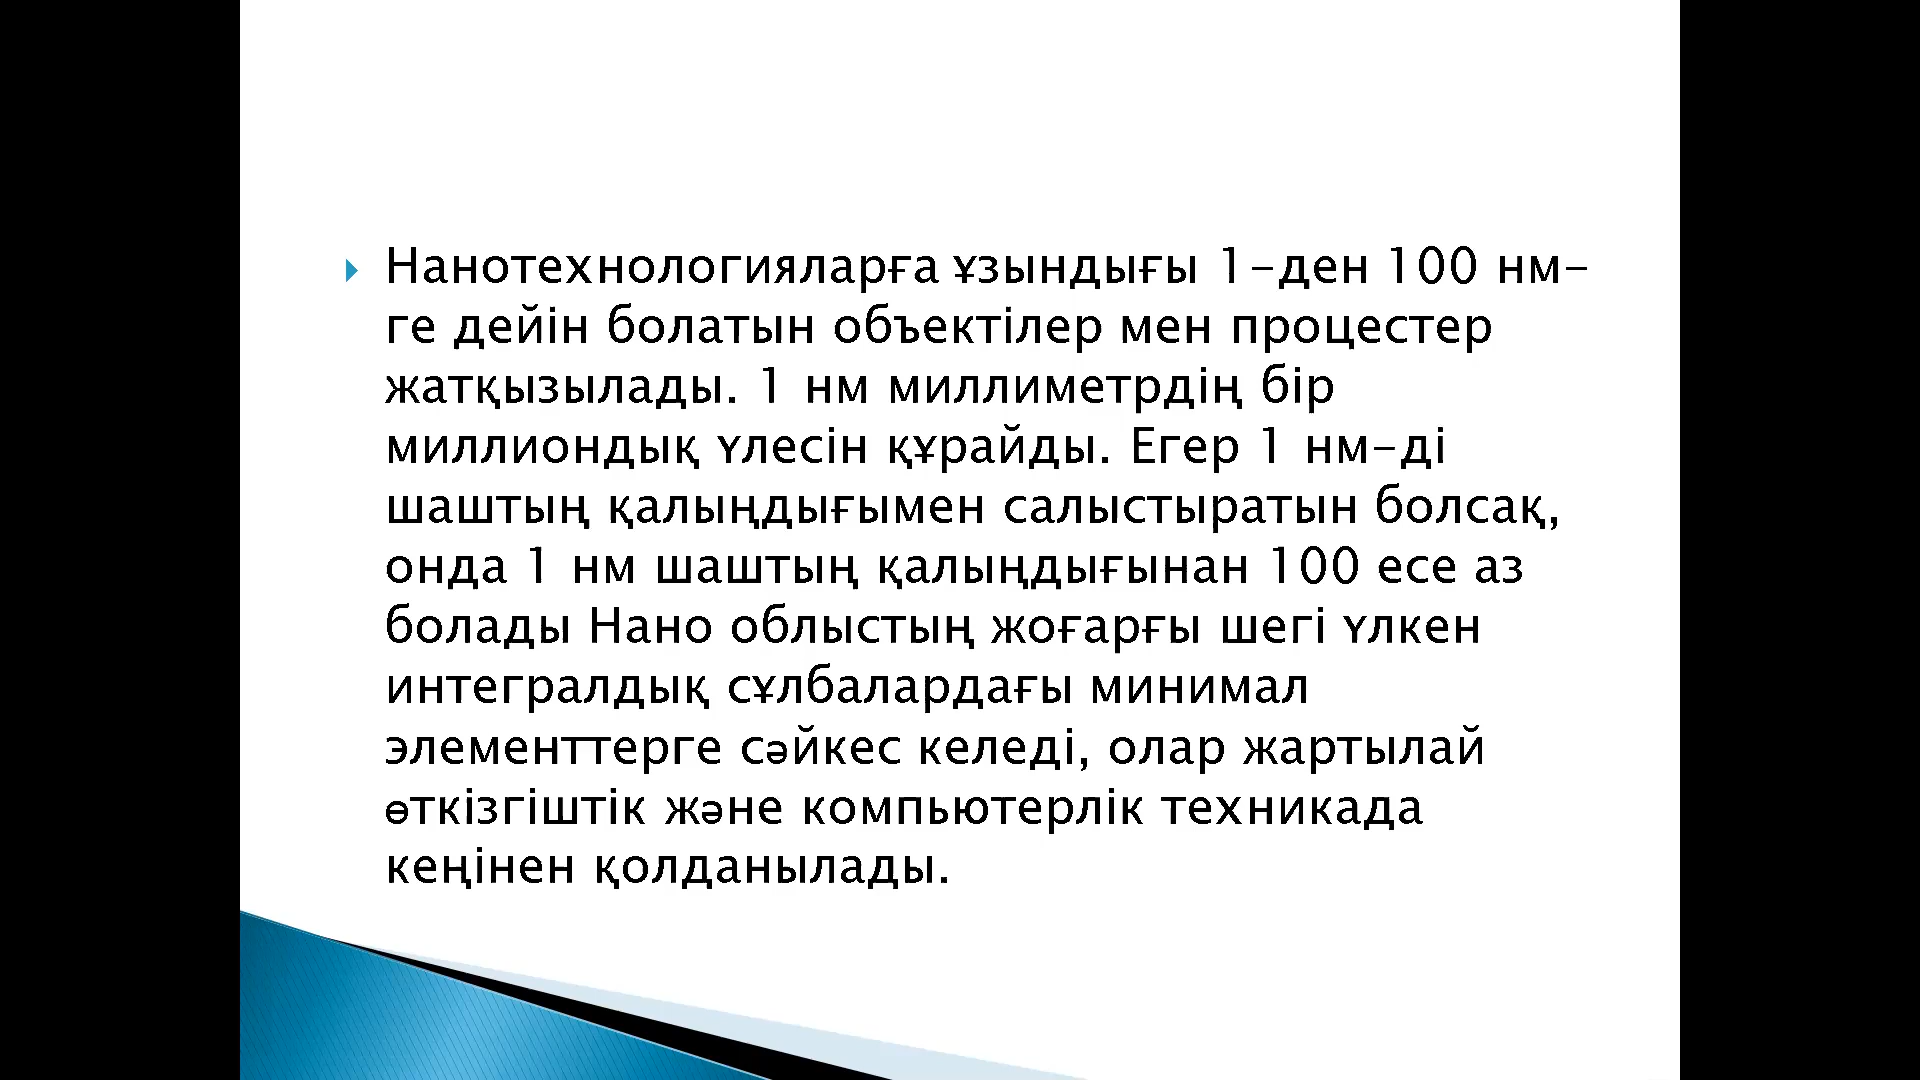 Нанотехнологияларға ұзындығы 1-ден 100 нм-
ге дейін болатын объектілер мен процестер
жатқызылады. 1 нм миллиметрдің бір
миллиондық үлесін құрайды. Егер 1 нм-ді
шаштың қалыңдығымен салыстыратын болсақ,
онда 1 нм шаштың қалыңдығынан 100 есе аз
болады Нано облыстың жоғарғы шегі үлкен
интегралдық сұлбалардағы минимал
элементтерге сәйкес келеді, олар жартылай
өткізгіштік және компьютерлік техникада
кеңінен қолданылады.